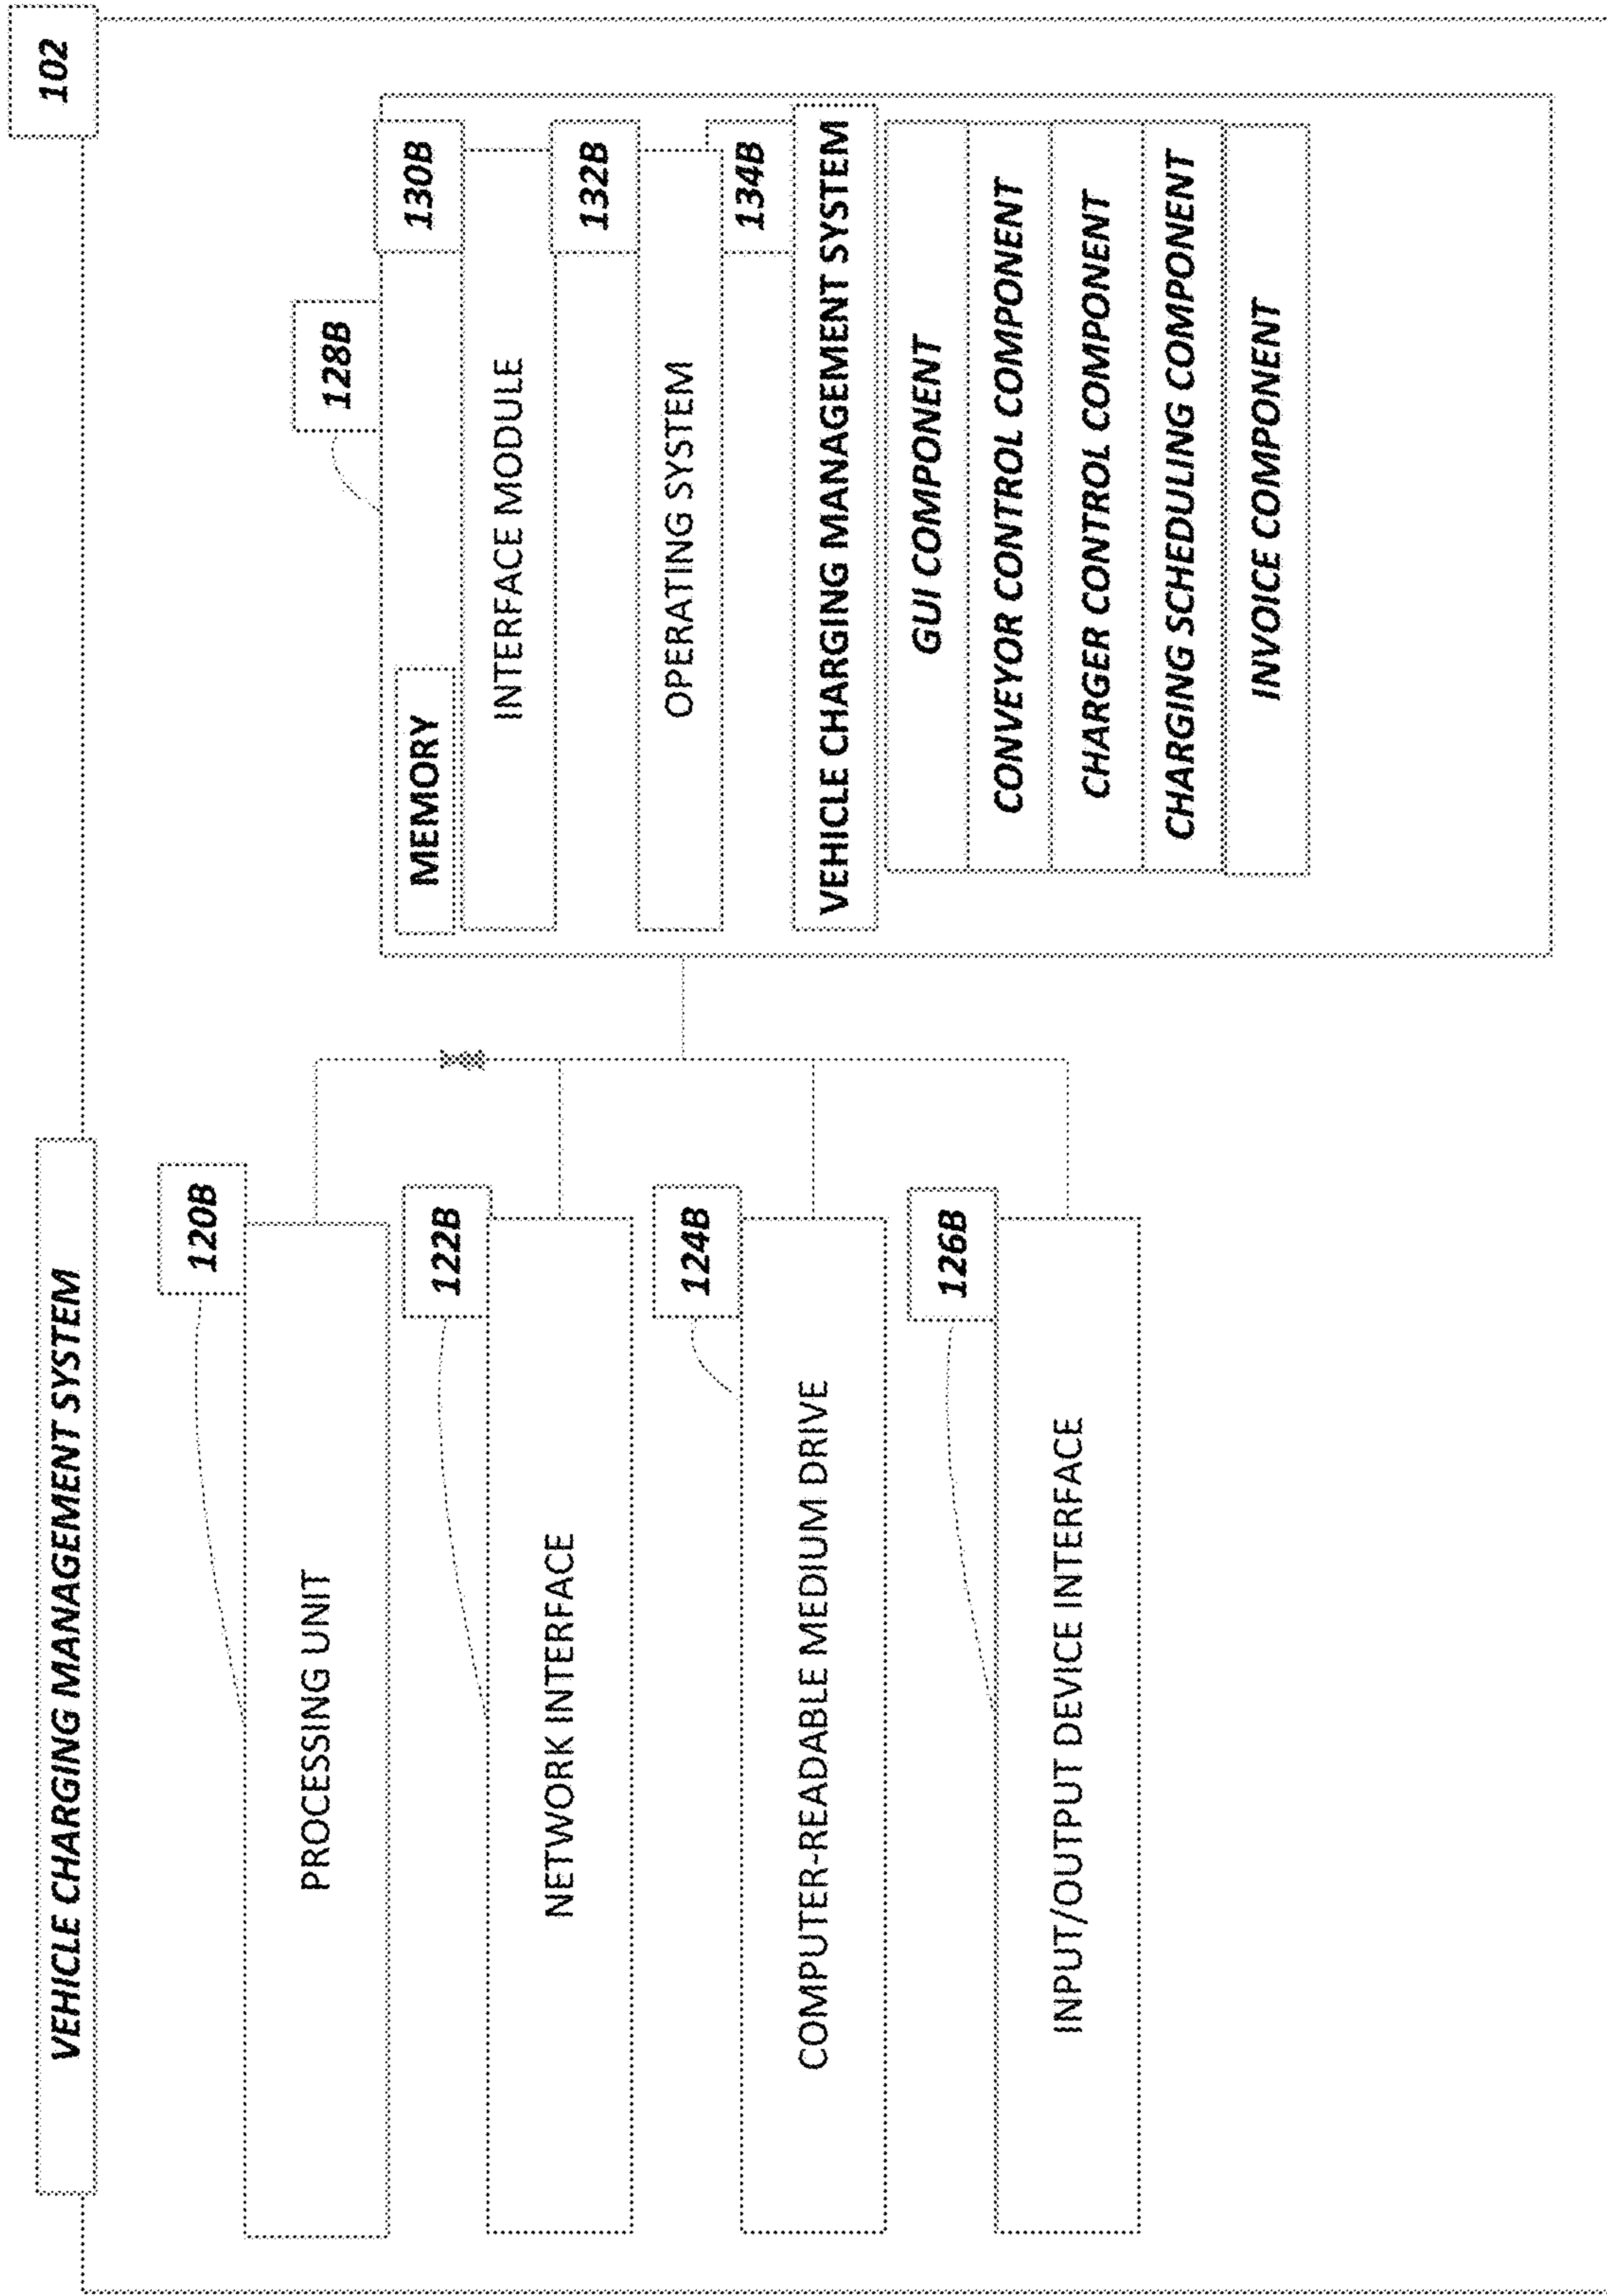 102
VEHICLE CHARGING MANAGEMENT SYSTEM
120B
PROCESSING UNIT
122B
NETWORK INTERFACE
124B
COMPUTER-READABLE MEDIUM DRIVE
126B
INPUT/OUTPUT DEVICE INTERFACE
128B
MEMORY
130B
INTERFACE MODULE
132B
OPERATING SYSTEM
134B
VEHICLE CHARGING MANAGEMENT SYSTEM
GUI COMPONENT
CONVEYOR CONTROL COMPONENT
CHARGER CONTROL COMPONENT
CHARGING SCHEDULING COMPONENT
INVOICE COMPONENT